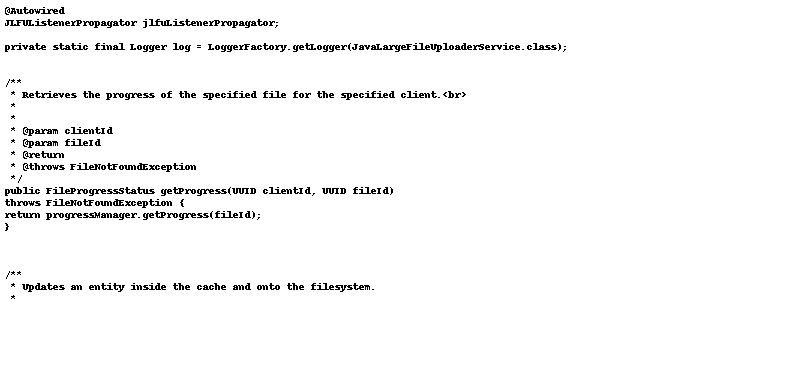 @Autowired
JLFUListenerPropagator jlfuListenerPropagator;
private static final Logger log = LoggerFactory.getLogger(JavaLargeFileUploaderService.class);
/**
* Retrieves the progress of the specified file for the specified client.<br>
*
*
* @param clientId
* @param fileId
* @return
* @throws FileNotFoundException
*/
public FileProgressStatus getProgress(UUID clientId, UUID fileId)
throws FileNotFoundException {
return progressManager.getProgress(fileId);
}
/**
* Updates an entity inside the cache and onto the filesystem.
*